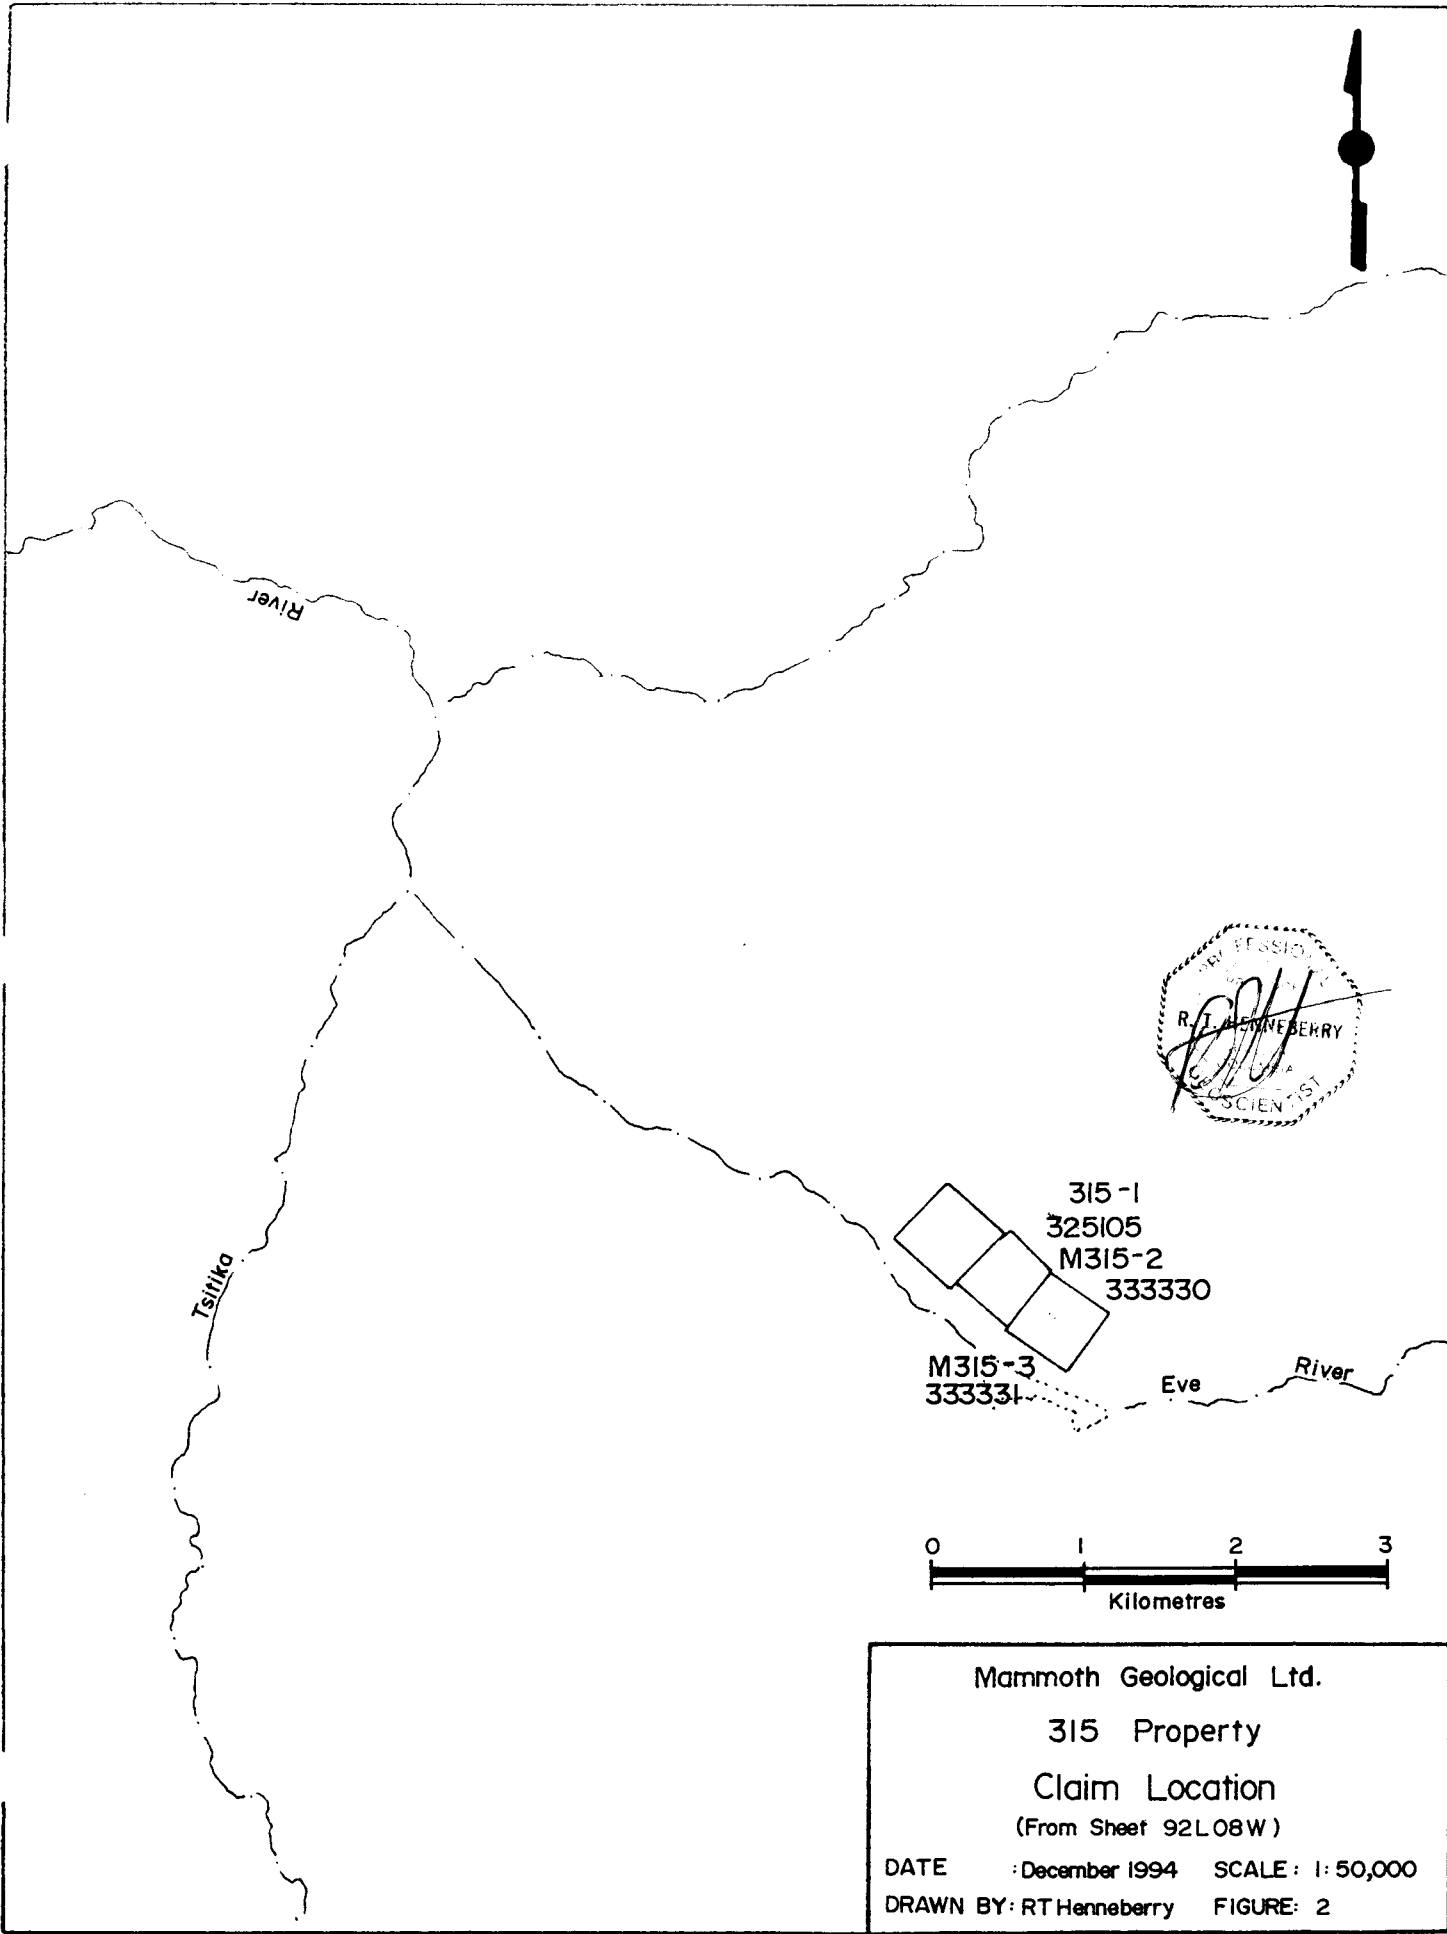 River
R. T. HENNEBERRY
315-1
325105
M315-2
333330
M315-3
333331
Tsitika
Eve River
0 1 2 3
Kilometres
Mammoth Geological Ltd.
315 Property
Claim Location
(From Sheet 92L08W)
DATE : December 1994 SCALE : 1:50,000
DRAWN BY: RT Henneberry FIGURE: 2